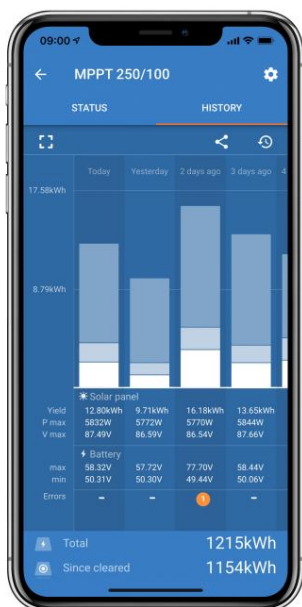 09:00
MPPT 250/100
STATUS HISTORY
Today Yesterday 2 days ago 3 days ago 4
17.58kWh
8.79kWh
Solar panel
Yield 12.80kWh 9.71kWh 16.18kWh 13.65kWh
P max 5832W 5772W 5770W 5844W
V max 87.49V 86.59V 86.54V 87.66V
Battery
max 58.32V 57.72V 77.70V 58.44V
min 50.31V 50.30V 49.44V 50.06V
Errors - - 1 -
Total 1215kWh
Since cleared 1154kWh